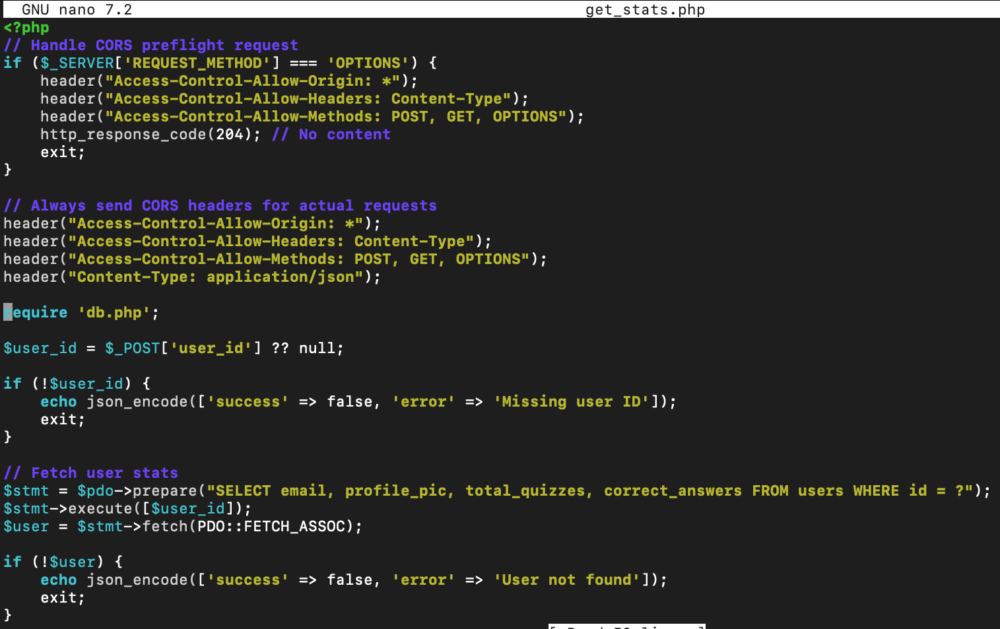 GNU nano 7.2 get_stats.php
<?php
// Handle CORS preflight request
if ($_SERVER['REQUEST_METHOD'] === 'OPTIONS') {
    header("Access-Control-Allow-Origin: *");
    header("Access-Control-Allow-Headers: Content-Type");
    header("Access-Control-Allow-Methods: POST, GET, OPTIONS");
    http_response_code(204); // No content
    exit;
}

// Always send CORS headers for actual requests
header("Access-Control-Allow-Origin: *");
header("Access-Control-Allow-Headers: Content-Type");
header("Access-Control-Allow-Methods: POST, GET, OPTIONS");
header("Content-Type: application/json");

require 'db.php';

$user_id = $_POST['user_id'] ?? null;

if (!$user_id) {
    echo json_encode(['success' => false, 'error' => 'Missing user ID']);
    exit;
}

// Fetch user stats
$stmt = $pdo->prepare("SELECT email, profile_pic, total_quizzes, correct_answers FROM users WHERE id = ?");
$stmt->execute([$user_id]);
$user = $stmt->fetch(PDO::FETCH_ASSOC);

if (!$user) {
    echo json_encode(['success' => false, 'error' => 'User not found']);
    exit;
}